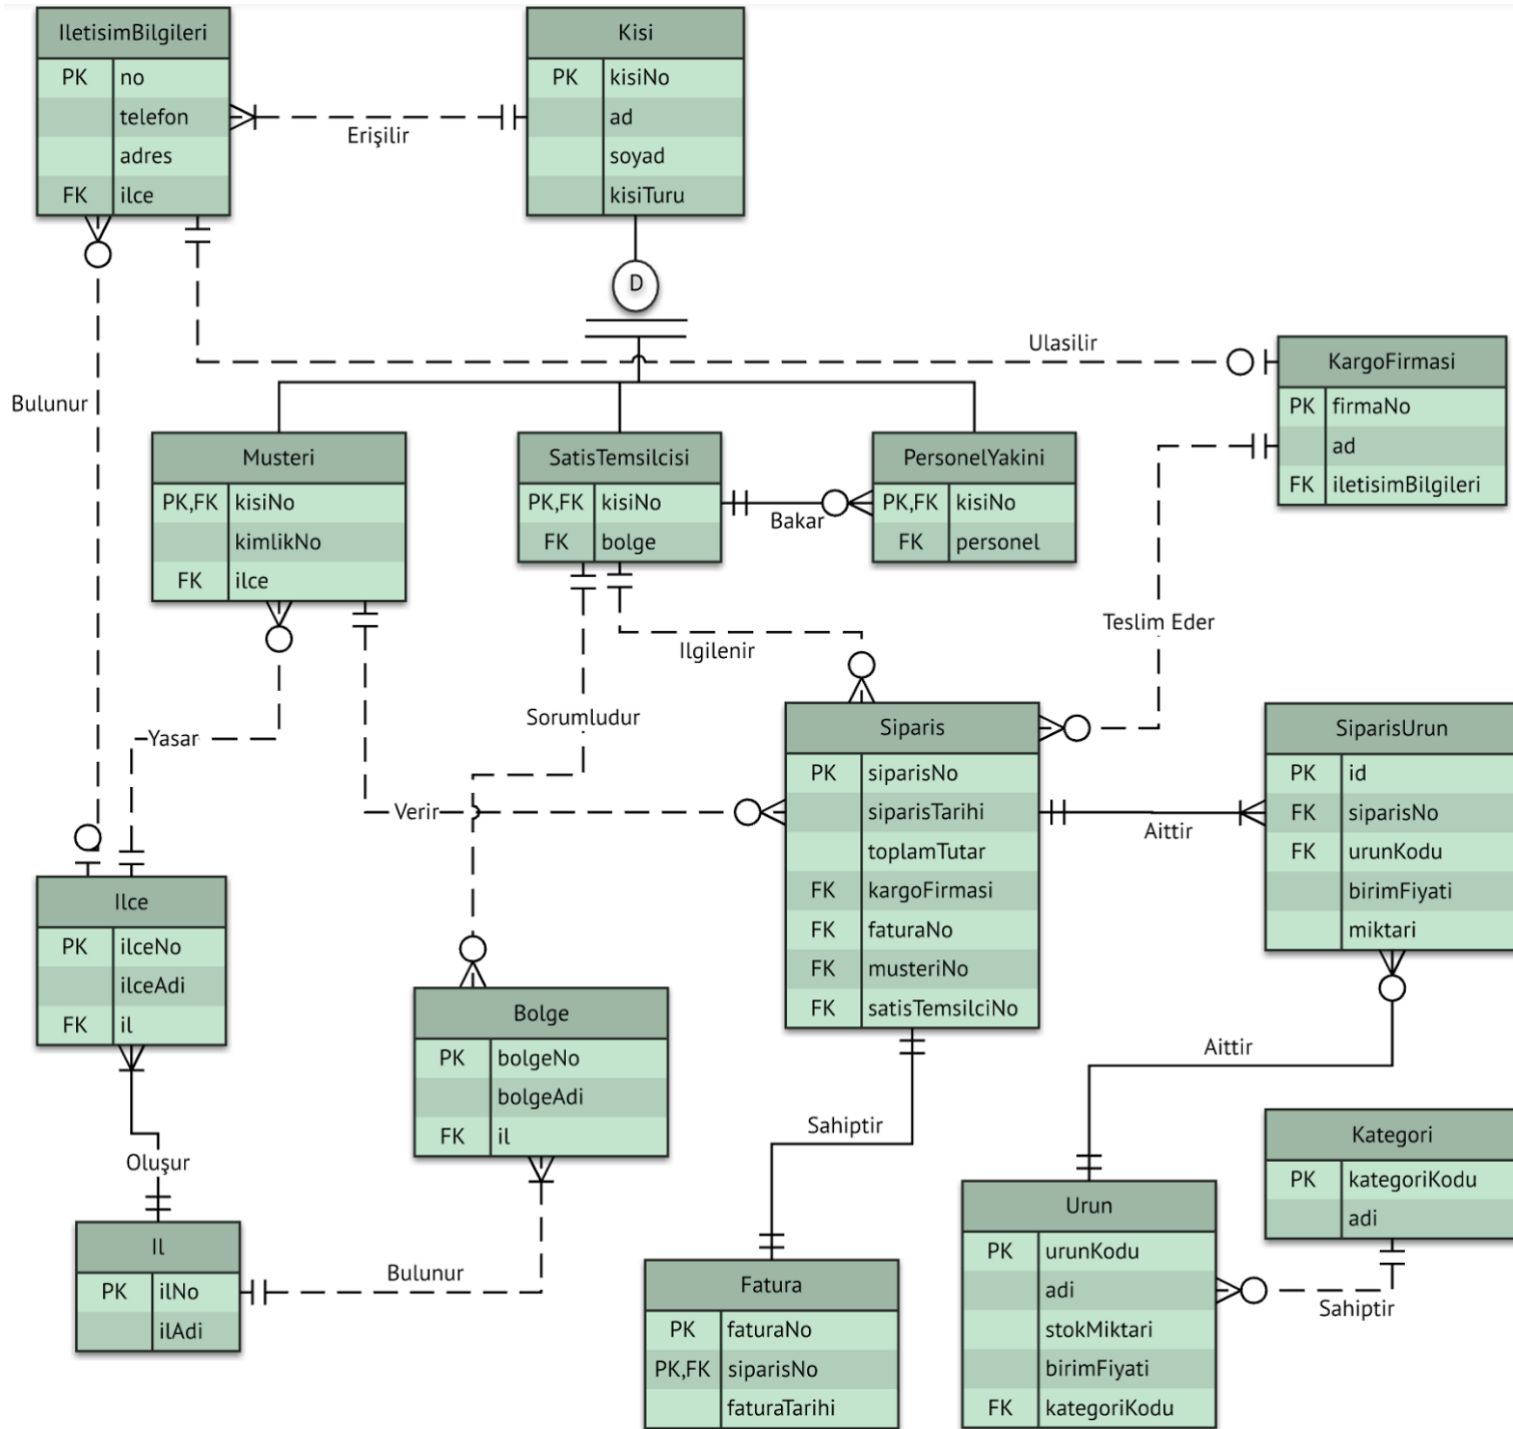 IletisimBilgileri
PK no
telefon
adres
FK ilce
Erişilir
Kisi
PK kisiNo
ad
soyad
kisiTuru
D
Ulasilir
KargoFirmasi
PK firmaNo
ad
FK iletisimBilgileri
Bulunur
Musteri
PK,FK kisiNo
kimlikNo
FK ilce
SatisTemsilcisi
PK,FK kisiNo
FK bolge
Bakar
PersonelYakini
PK,FK kisiNo
FK personel
Teslim Eder
Ilgilenir
Sorumludur
Yasar
Verir
Siparis
PK siparisNo
siparisTarihi
toplamTutar
FK kargoFirmasi
FK faturaNo
FK musteriNo
FK satisTemsilciNo
Aittir
SiparisUrun
PK id
FK siparisNo
FK urunKodu
birimFiyati
miktari
Ilce
PK ilceNo
ilceAdi
FK il
Bolge
PK bolgeNo
bolgeAdi
FK il
Aittir
Sahiptir
Oluşur
Kategori
PK kategoriKodu
adi
Il
PK ilNo
ilAdi
Bulunur
Fatura
PK faturaNo
PK,FK siparisNo
faturaTarihi
Urun
PK urunKodu
adi
stokMiktari
birimFiyati
FK kategoriKodu
Sahiptir